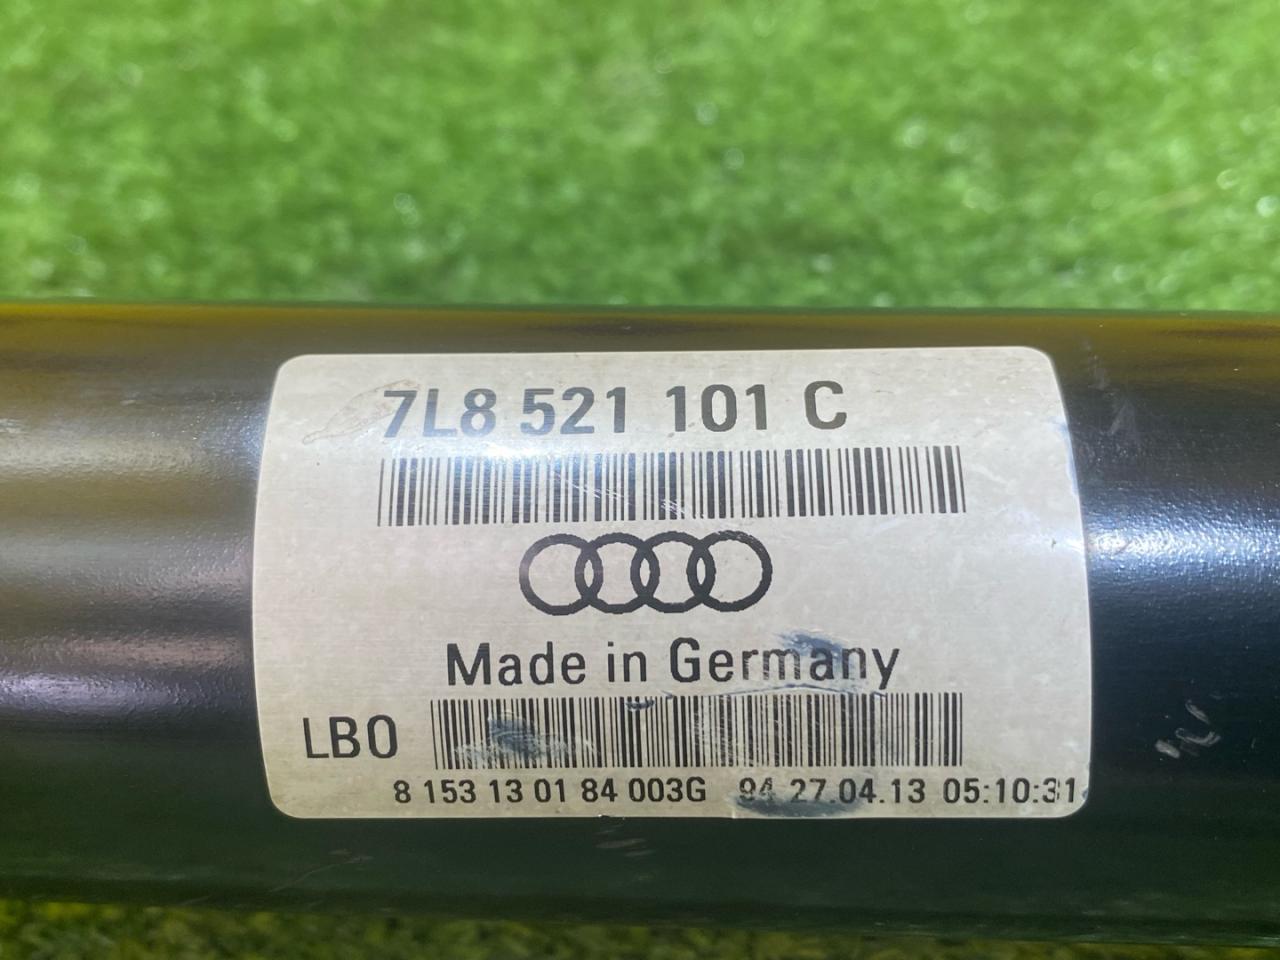 7L8 521 101 C
Made in Germany
LBO
8 153 13 01 84 003G 94 27.04.13 05:10:31